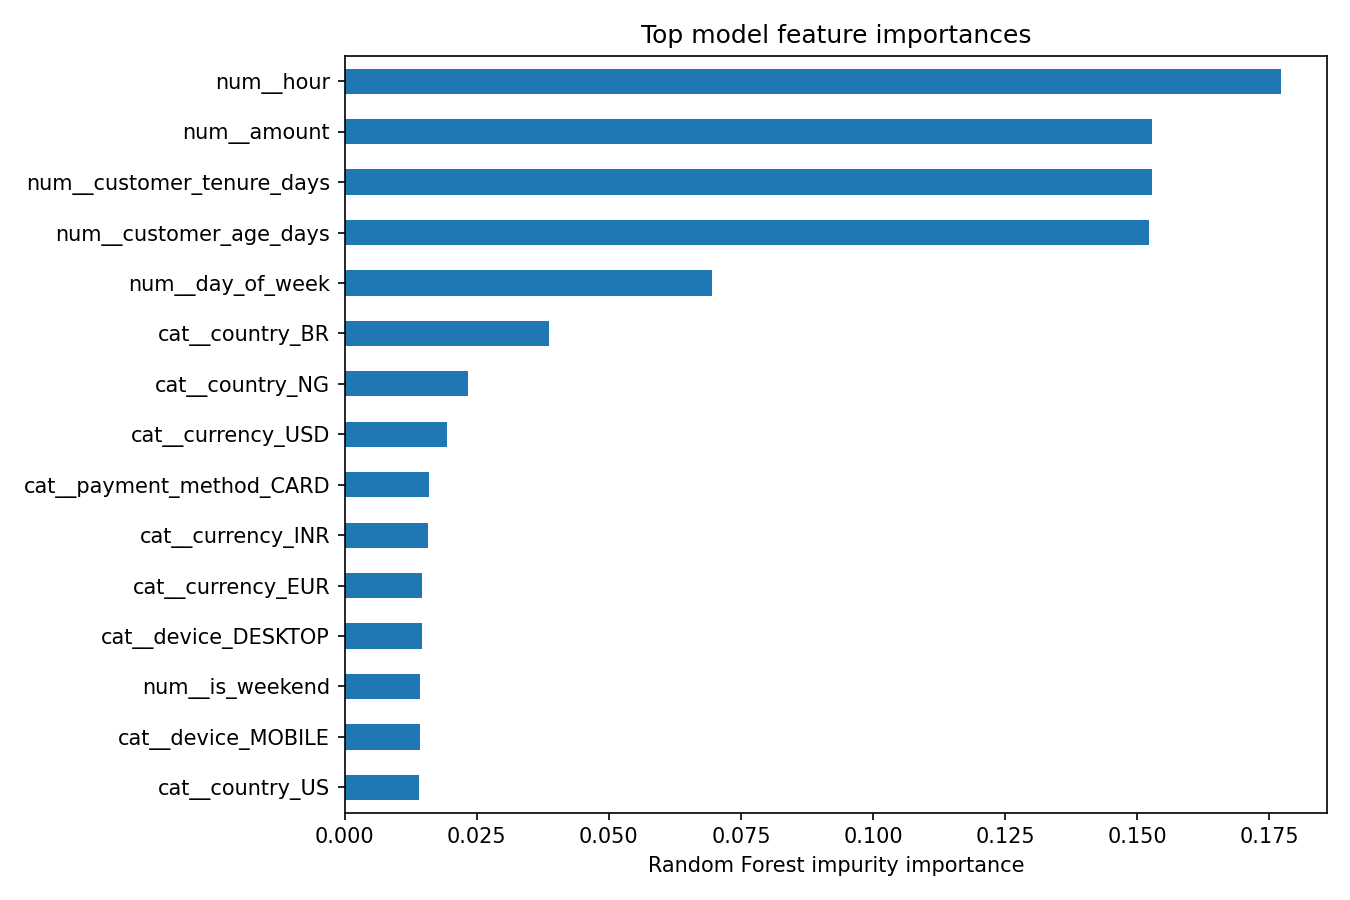 Top model feature importances
num__hour
num__amount
num__customer_tenure_days
num__customer_age_days
num__day_of_week
cat__country_BR
cat__country_NG
cat__currency_USD
cat__payment_method_CARD
cat__currency_INR
cat__currency_EUR
cat__device_DESKTOP
num__is_weekend
cat__device_MOBILE
cat__country_US
0.000 0.025 0.050 0.075 0.100 0.125 0.150 0.175
Random Forest impurity importance